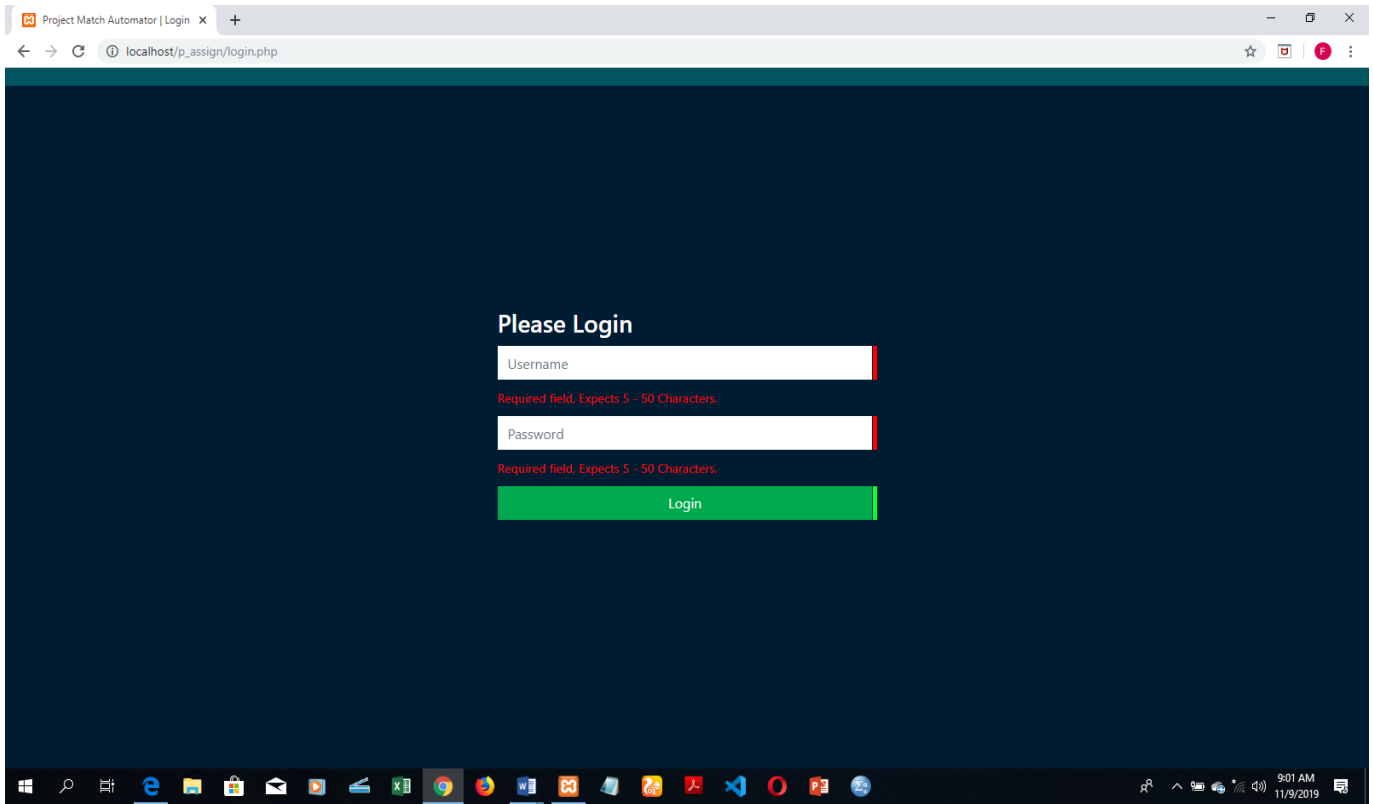 Project Match Automator | Login
localhost/p_assign/login.php
F
Please Login
Username
Required field, Expects 5 - 50 Characters.
Password
Required field, Expects 5 - 50 Characters.
Login
9:01 AM
11/9/2019